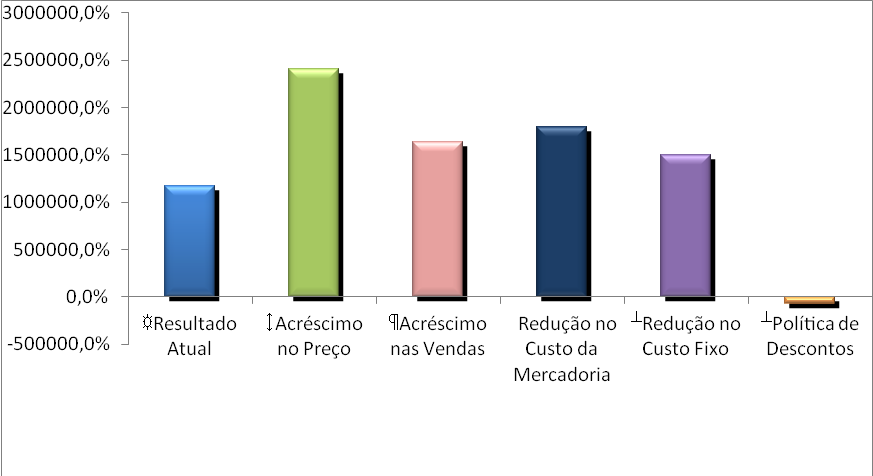 3000000,0%
2500000,0%
2000000,0%
1500000,0%
1000000,0%
500000,0%
0,0%
-500000,0%
¤Resultado
Atual
↕Acréscimo
no Preço
¶Acréscimo
nas Vendas
Redução no
Custo da
Mercadoria
┴Redução no
Custo Fixo
┴Política de
Descontos